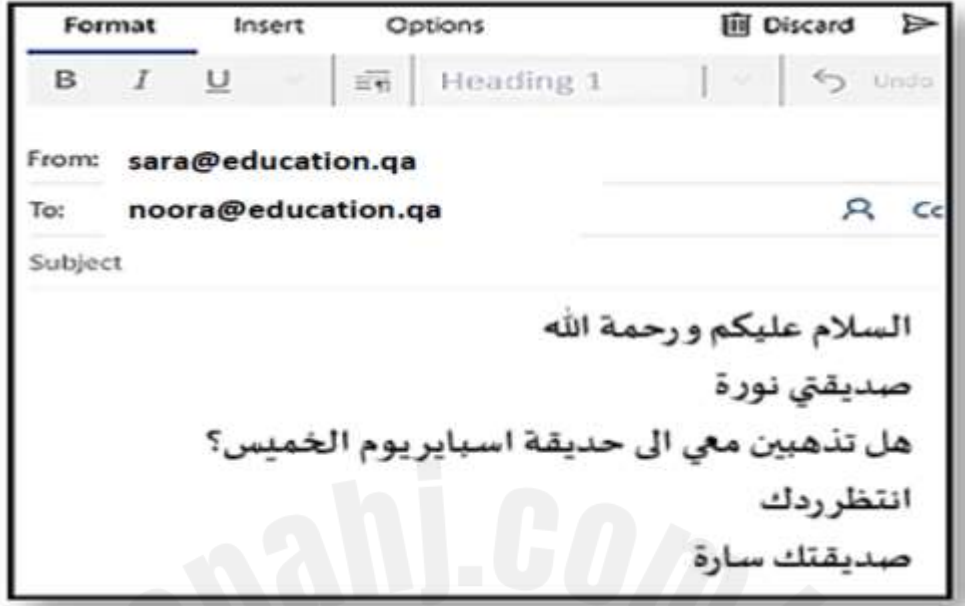 Format Insert Options Discard
B I U Heading 1 Undo
From: sara@education.qa
To: noora@education.qa Cc
Subject
السلام عليكم ورحمة الله
صديقتي نورة
هل تذهبين معي الى حديقة اسباير يوم الخميس؟
انتظر ردك
صديقتك سارة